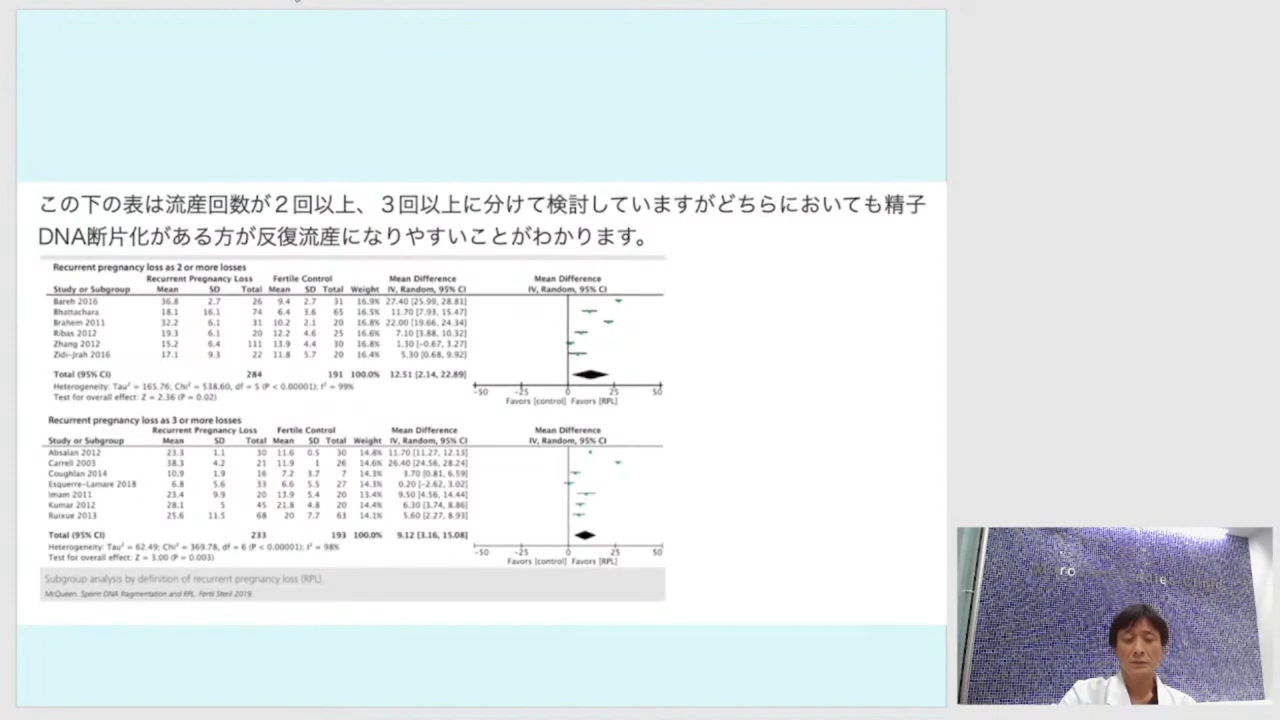 この下の表は流産回数が２回以上、３回以上に分けて検討していますがどちらにおいても精子
DNA断片化がある方が反復流産になりやすいことがわかります。
Recurrent pregnancy loss as 2 or more losses
Recurrent Pregnancy Loss Fertile Control Mean Difference Mean Difference
Study or Subgroup Mean SD Total Mean SD Total Weight IV, Random, 95% CI IV, Random, 95% CI
Bareh 2016 36.8 2.7 26 9.4 2.7 31 16.9% 27.40 [25.99, 28.81]
Bhattachara 18.1 16.1 74 6.4 3.6 65 16.5% 11.70 [7.93, 15.47]
Brahem 2011 32.2 6.1 31 10.2 2.1 20 16.8% 22.00 [19.66, 24.34]
Ribas 2012 19.3 6.1 20 12.2 4.6 25 16.6% 7.10 [3.88, 10.32]
Zhang 2012 15.2 6.4 111 13.9 4.4 30 16.8% 1.30 [-0.67, 3.27]
Zidi-Jrah 2016 17.1 9.3 22 11.8 5.7 20 16.4% 5.30 [0.68, 9.92]
Total (95% CI) 284 191 100.0% 12.51 [2.14, 22.89]
Heterogeneity: Tau² = 165.76; Chi² = 538.60, df = 5 (P < 0.00001); I² = 99%
Test for overall effect: Z = 2.36 (P = 0.02)
-50 -25 0 25 50
Favors [control] Favors [RPL]
Recurrent pregnancy loss as 3 or more losses
Recurrent Pregnancy Loss Fertile Control Mean Difference Mean Difference
Study or Subgroup Mean SD Total Mean SD Total Weight IV, Random, 95% CI IV, Random, 95% CI
Absalan 2012 23.3 1.1 30 11.6 0.5 30 14.8% 11.70 [11.27, 12.13]
Carrell 2003 38.3 4.2 21 11.9 1 26 14.6% 26.40 [24.56, 28.24]
Coughlan 2014 10.9 1.9 16 7.2 3.7 7 14.3% 3.70 [0.81, 6.59]
Esquerre-Lamare 2018 6.8 5.6 33 6.6 5.5 27 14.3% 0.20 [-2.62, 3.02]
Imam 2011 23.4 9.9 20 13.9 5.4 20 13.4% 9.50 [4.56, 14.44]
Kumar 2012 28.1 5 45 21.8 4.8 20 14.4% 6.30 [3.74, 8.86]
Ruixue 2013 25.6 11.5 68 20 7.7 63 14.1% 5.60 [2.27, 8.93]
Total (95% CI) 233 193 100.0% 9.12 [3.16, 15.08]
Heterogeneity: Tau² = 62.49; Chi² = 369.78, df = 6 (P < 0.00001); I² = 98%
Test for overall effect: Z = 3.00 (P = 0.003)
-50 -25 0 25 50
Favors [control] Favors [RPL]
Subgroup analysis by definition of recurrent pregnancy loss (RPL).
McQueen. Sperm DNA fragmentation and RPL. Fertil Steril 2019.